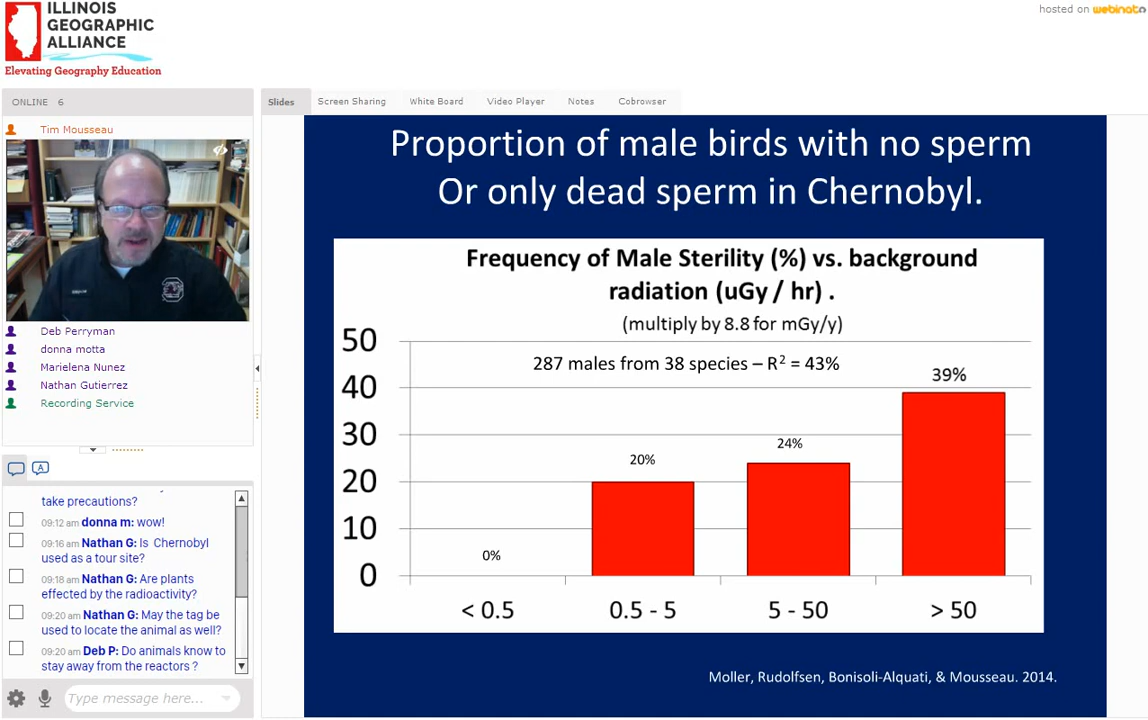 ILLINOIS
GEOGRAPHIC
ALLIANCE
Elevating Geography Education
hosted on webinato
ONLINE 6
Tim Mousseau
Deb Perryman
donna motta
Marielena Nunez
Nathan Gutierrez
Recording Service
take precautions?
09:12 am donna m: wow!
09:16 am Nathan G: Is Chernobyl
used as a tour site?
09:18 am Nathan G: Are plants
effected by the radioactivity?
09:20 am Nathan G: May the tag be
used to locate the animal as well?
09:20 am Deb P: Do animals know to
stay away from the reactors ?
Type message here...
Slides Screen Sharing White Board Video Player Notes Cobrowser
Proportion of male birds with no sperm
Or only dead sperm in Chernobyl.
Frequency of Male Sterility (%) vs. background
radiation (uGy / hr) .
(multiply by 8.8 for mGy/y)
287 males from 38 species – R² = 43%
50
40
30
20
10
0
0%
20%
24%
39%
< 0.5
0.5 - 5
5 - 50
> 50
Moller, Rudolfsen, Bonisoli-Alquati, & Mousseau. 2014.